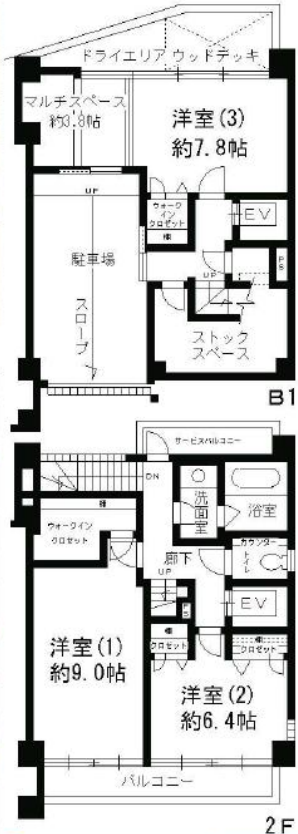 ドライエリア ウッドデッキ
マルチスペース
約3.8帖
洋室(3)
約7.8帖
UP
ウォーク
イン
クロゼット
棚
EV
駐車場
スロープ
UP
PS
ストック
スペース
B1
サービスバルコニー
DN
洗面室
浴室
棚
ウォークイン
クロゼット
廊下
カウンター
トイレ
UP
PS
EV
洋室(1)
約9.0帖
棚
クロゼット
棚
クロゼット
洋室(2)
約6.4帖
バルコニー
2F